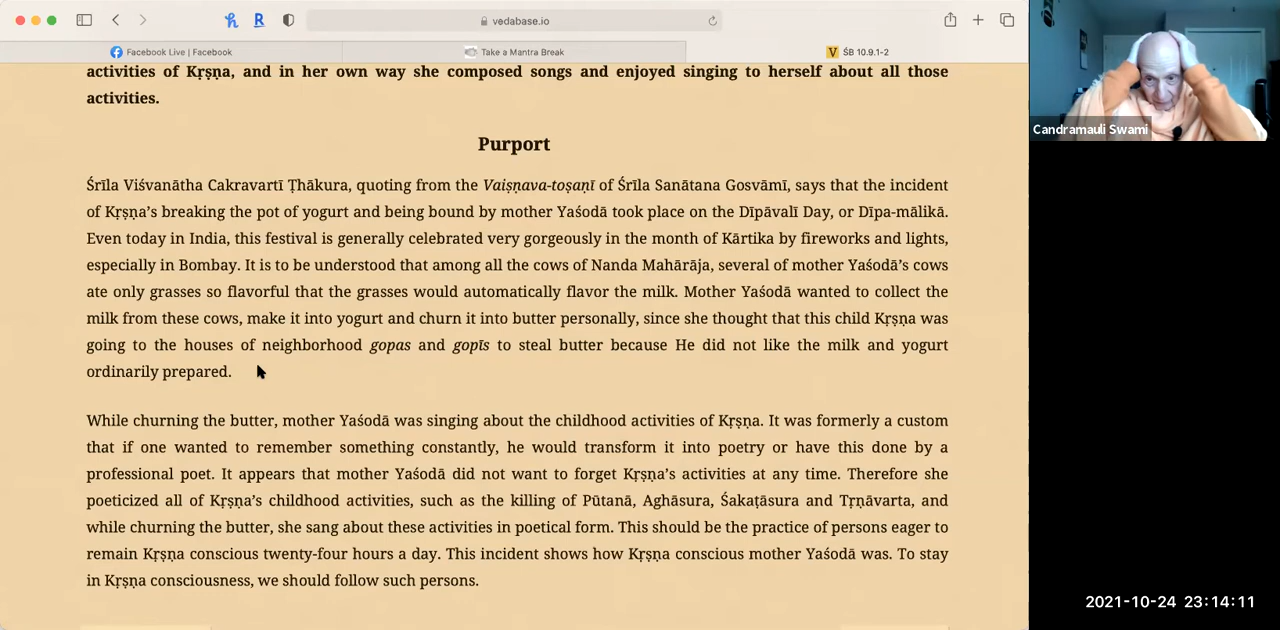 vedabase.io
Facebook Live | Facebook
Take a Mantra Break
ŚB 10.9.1-2
activities of Kṛṣṇa, and in her own way she composed songs and enjoyed singing to herself about all those
activities.
Purport
Śrīla Viśvanātha Cakravartī Ṭhākura, quoting from the Vaiṣṇava-toṣaṇī of Śrīla Sanātana Gosvāmī, says that the incident
of Kṛṣṇa’s breaking the pot of yogurt and being bound by mother Yaśodā took place on the Dīpāvalī Day, or Dīpa-mālikā.
Even today in India, this festival is generally celebrated very gorgeously in the month of Kārtika by fireworks and lights,
especially in Bombay. It is to be understood that among all the cows of Nanda Mahārāja, several of mother Yaśodā’s cows
ate only grasses so flavorful that the grasses would automatically flavor the milk. Mother Yaśodā wanted to collect the
milk from these cows, make it into yogurt and churn it into butter personally, since she thought that this child Kṛṣṇa was
going to the houses of neighborhood gopas and gopīs to steal butter because He did not like the milk and yogurt
ordinarily prepared.
While churning the butter, mother Yaśodā was singing about the childhood activities of Kṛṣṇa. It was formerly a custom
that if one wanted to remember something constantly, he would transform it into poetry or have this done by a
professional poet. It appears that mother Yaśodā did not want to forget Kṛṣṇa’s activities at any time. Therefore she
poeticized all of Kṛṣṇa’s childhood activities, such as the killing of Pūtanā, Aghāsura, Śakaṭāsura and Tṛṇāvarta, and
while churning the butter, she sang about these activities in poetical form. This should be the practice of persons eager to
remain Kṛṣṇa conscious twenty-four hours a day. This incident shows how Kṛṣṇa conscious mother Yaśodā was. To stay
in Kṛṣṇa consciousness, we should follow such persons.
Candramauli Swami
2021-10-24 23:14:11